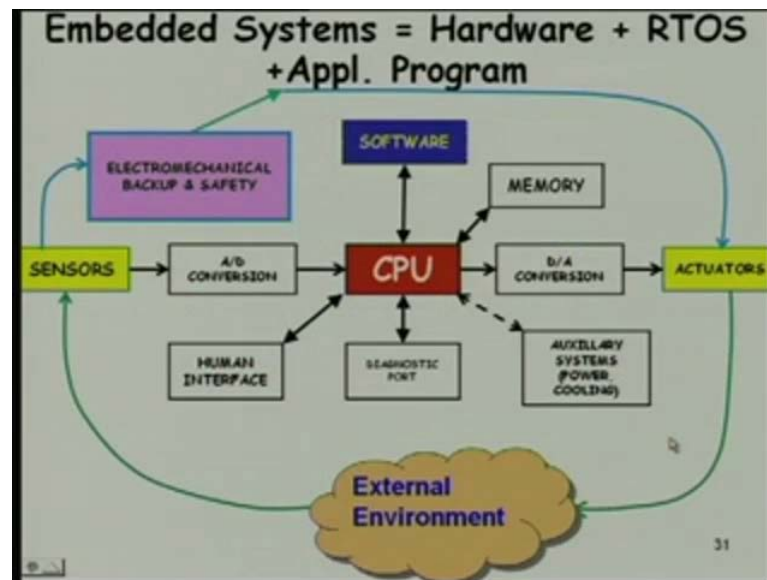 Embedded Systems = Hardware + RTOS
+Appl. Program
SOFTWARE
ELECTROMECHANICAL
BACKUP & SAFETY
MEMORY
SENSORS
A/D
CONVERSION
CPU
D/A
CONVERSION
ACTUATORS
HUMAN
INTERFACE
DIAGNOSTIC
PORT
AUXILLARY
SYSTEMS
(POWER,
COOLING)
External
Environment
31